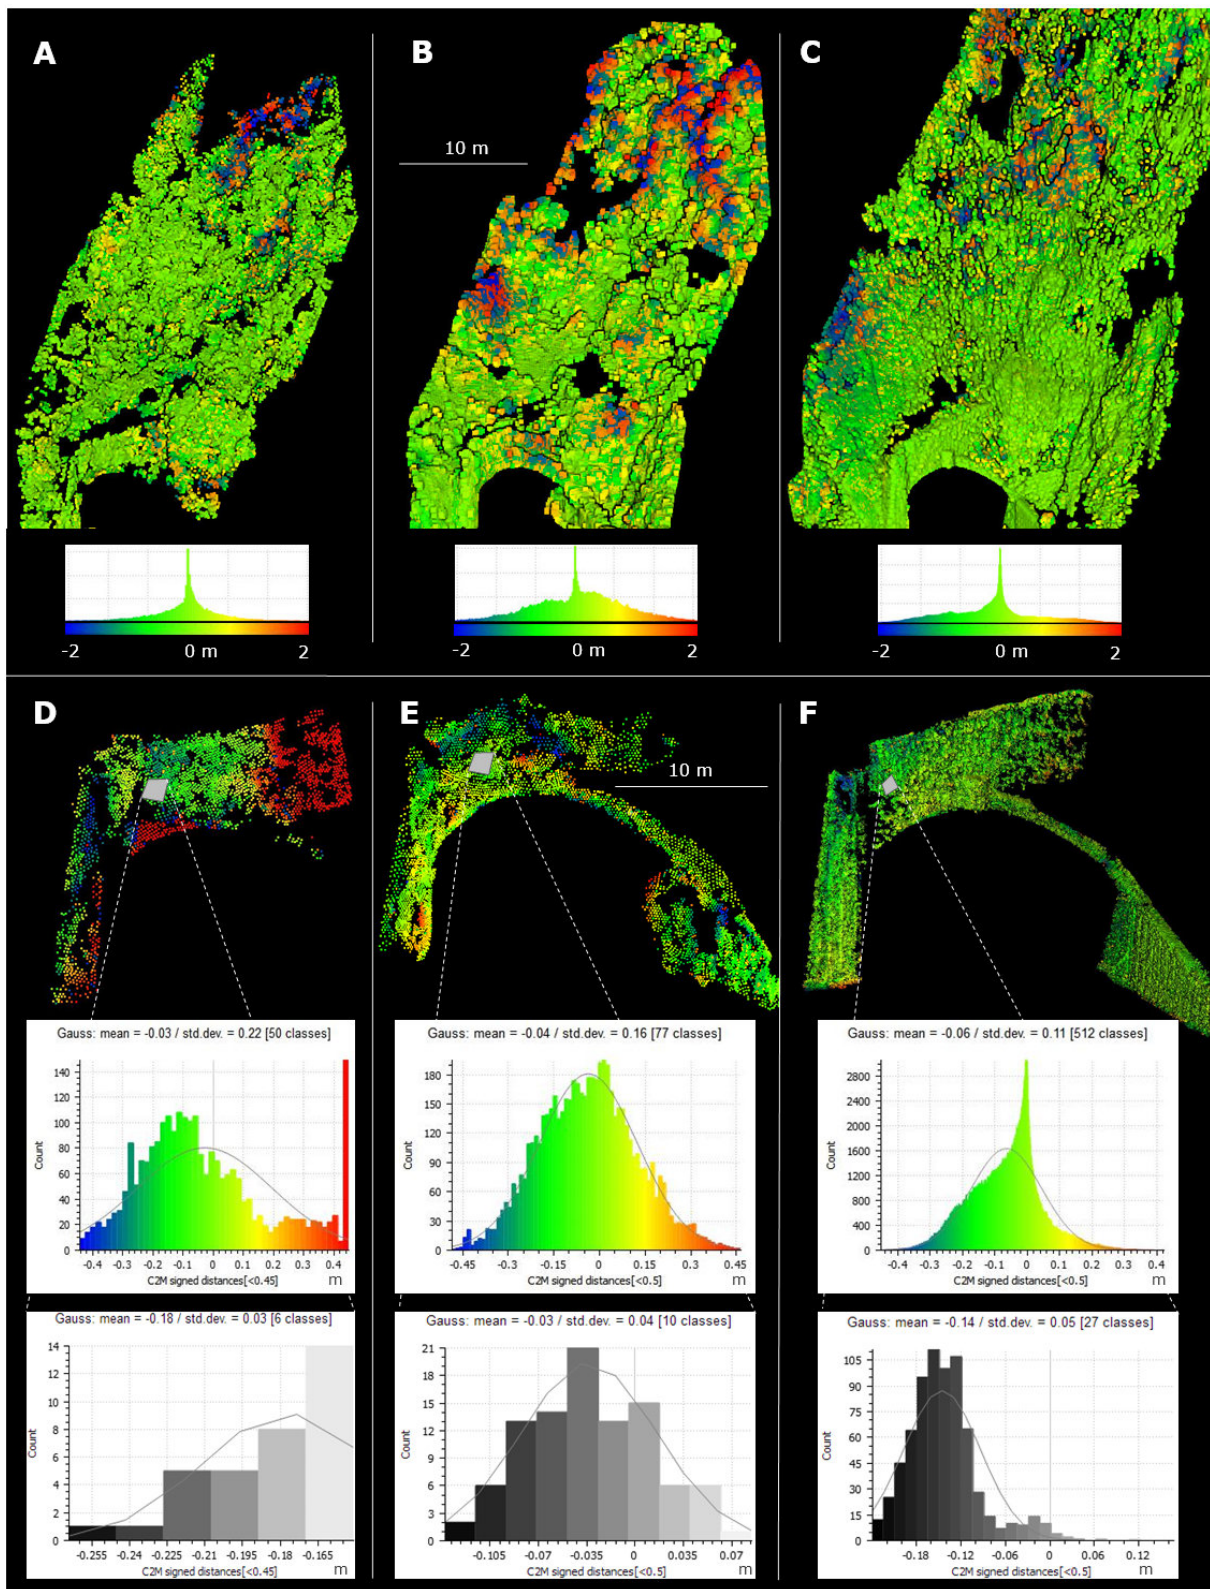 A
B
C
10 m
-2 0 m 2
-2 0 m 2
-2 0 m 2
D
E
F
10 m
Gauss: mean = -0.03 / std.dev. = 0.22 [50 classes]
140
120
100
80
60
40
20
0
Count
-0.4 -0.3 -0.2 -0.1 0 0.1 0.2 0.3 0.4
C2M signed distances[<0.45] m
Gauss: mean = -0.04 / std.dev. = 0.16 [77 classes]
180
150
120
90
60
30
0
Count
-0.45 -0.3 -0.15 0 0.15 0.3 0.45
C2M signed distances[<0.5] m
Gauss: mean = -0.06 / std.dev. = 0.11 [512 classes]
2800
2400
2000
1600
1200
800
400
0
Count
-0.4 -0.3 -0.2 -0.1 0 0.1 0.2 0.3 0.4
C2M signed distances[<0.5] m
Gauss: mean = -0.18 / std.dev. = 0.03 [6 classes]
14
12
10
8
6
4
2
0
Count
-0.255 -0.24 -0.225 -0.21 -0.195 -0.18 -0.165
C2M signed distances[<0.45] m
Gauss: mean = -0.03 / std.dev. = 0.04 [10 classes]
21
18
15
12
9
6
3
0
Count
-0.105 -0.07 -0.035 0 0.035 0.07
C2M signed distances[<0.5] m
Gauss: mean = -0.14 / std.dev. = 0.05 [27 classes]
105
90
75
60
45
30
15
0
Count
-0.18 -0.12 -0.06 0 0.06 0.12
C2M signed distances[<0.5] m